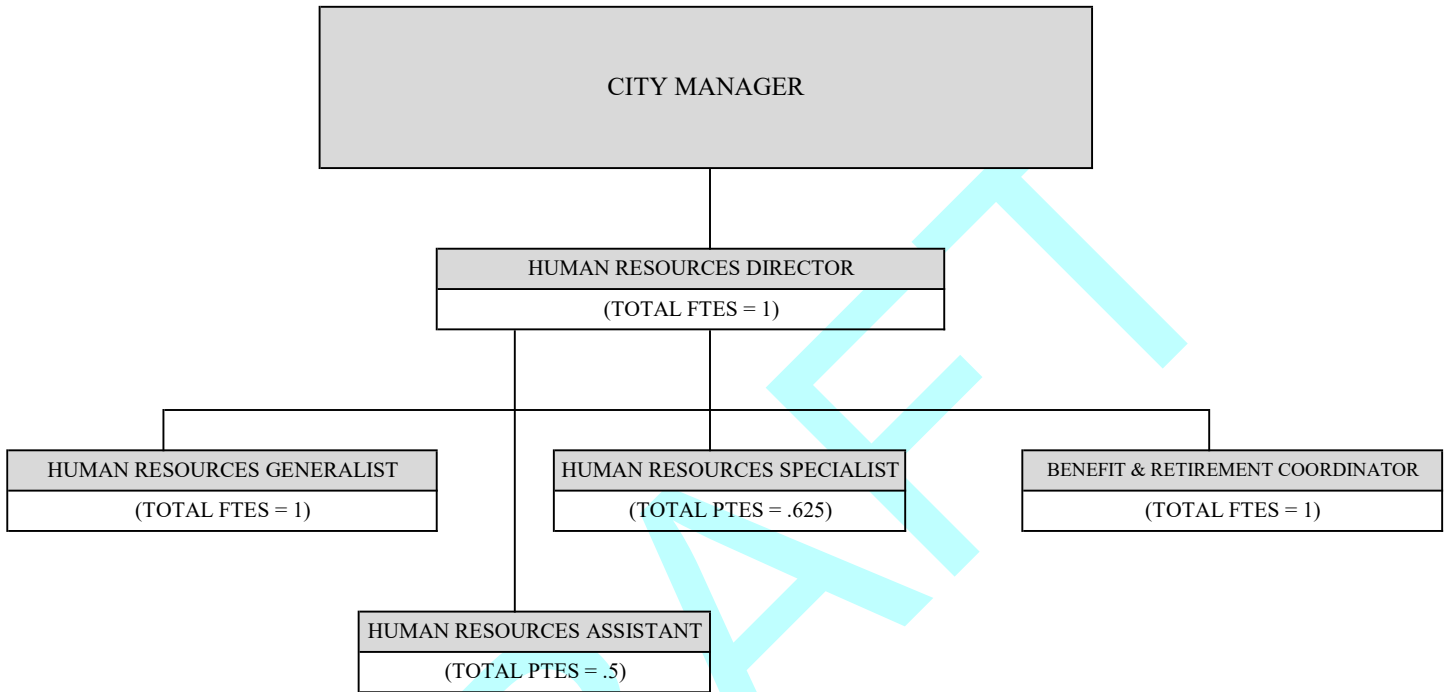 CITY MANAGER
HUMAN RESOURCES DIRECTOR
(TOTAL FTES = 1)
HUMAN RESOURCES GENERALIST
(TOTAL FTES = 1)
HUMAN RESOURCES SPECIALIST
(TOTAL PTES = .625)
BENEFIT & RETIREMENT COORDINATOR
(TOTAL FTES = 1)
HUMAN RESOURCES ASSISTANT
(TOTAL PTES = .5)
DRAFT